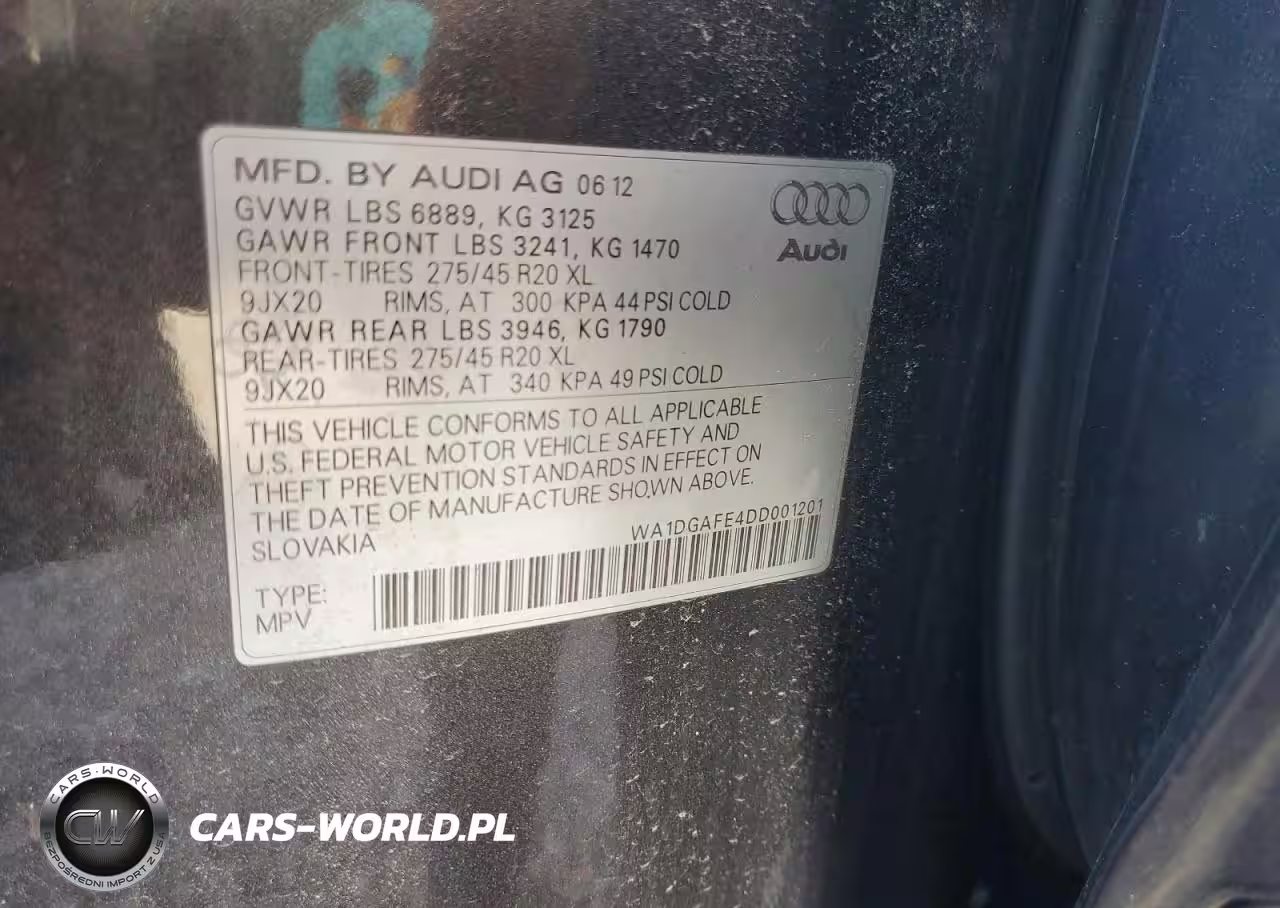 MFD. BY AUDI AG 06 12
GVWR LBS 6889, KG 3125
GAWR FRONT LBS 3241, KG 1470
FRONT-TIRES 275/45 R20 XL
9JX20 RIMS, AT 300 KPA 44 PSI COLD
GAWR REAR LBS 3946, KG 1790
REAR-TIRES 275/45 R20 XL
9JX20 RIMS, AT 340 KPA 49 PSI COLD
Audi
THIS VEHICLE CONFORMS TO ALL APPLICABLE
U.S. FEDERAL MOTOR VEHICLE SAFETY AND
THEFT PREVENTION STANDARDS IN EFFECT ON
THE DATE OF MANUFACTURE SHOWN ABOVE.
SLOVAKIA
WA1DGAFE4DD001201
TYPE:
MPV
CARS-WORLD
CW
BEZPOŚREDNI IMPORT Z USA
CARS-WORLD.PL